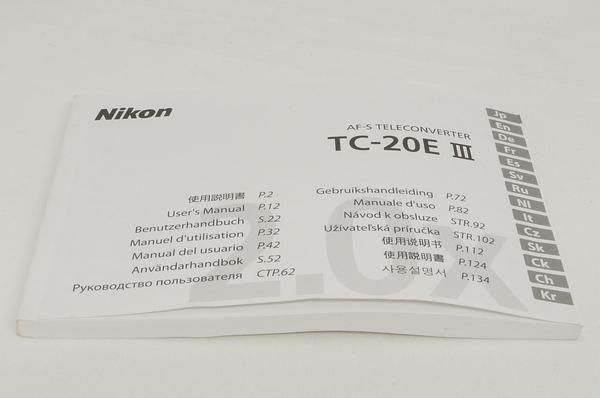 Nikon
AF-S TELECONVERTER
TC-20E III
使用説明書 P.2
User's Manual P.12
Benutzerhandbuch S.22
Manuel d'utilisation P.32
Manual del usuario P.42
Användarhandbok S.52
Руководство пользователя СТР.62
Gebruikshandleiding P.72
Manuale d'uso P.82
Návod k obsluze STR.92
Užívateľská príručka STR.102
使用说明书 P.112
使用說明書 P.124
사용설명서 P.134
2.0x
Jp
En
De
Fr
Es
Sv
Ru
Nl
It
Cz
Sk
Ck
Ch
Kr